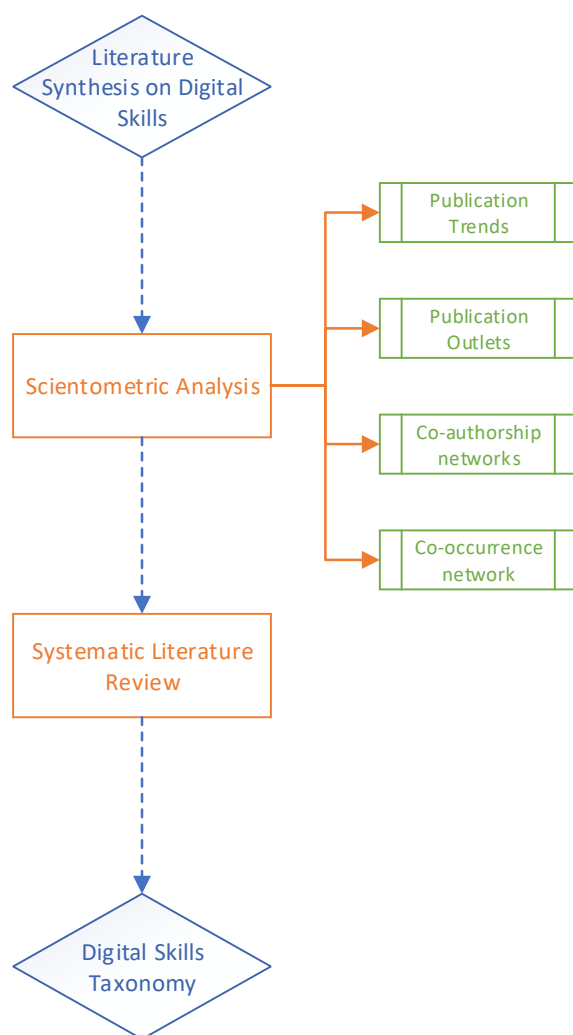 Literature
Synthesis on Digital
Skills
Publication
Trends
Publication
Outlets
Scientometric Analysis
Co-authorship
networks
Co-occurrence
network
Systematic Literature
Review
Digital Skills
Taxonomy